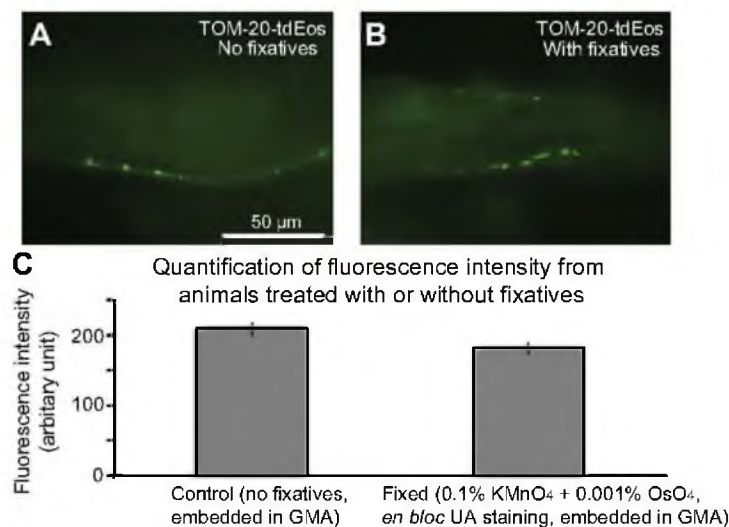 A
TOM-20-tdEos
No fixatives
50 µm
B
TOM-20-tdEos
With fixatives
C
Quantification of fluorescence intensity from
animals treated with or without fixatives
Fluorescence intensity
(arbitary unit)
200
100
0
Control (no fixatives,
embedded in GMA)
Fixed (0.1% KMnO4 + 0.001% OsO4,
en bloc UA staining, embedded in GMA)